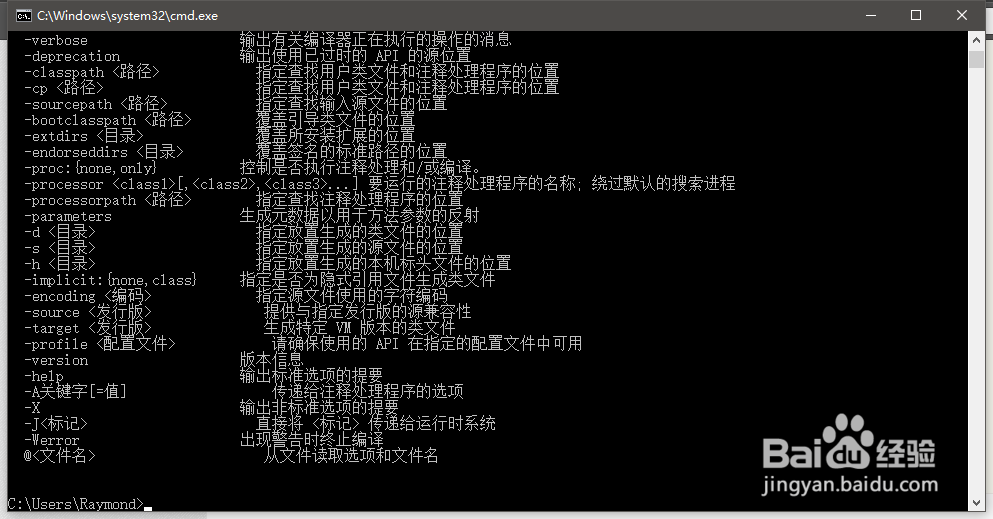 C:\Windows\system32\cmd.exe
-verbose 输出有关编译器正在执行的操作的消息
-deprecation 输出使用已过时的 API 的源位置
-classpath <路径> 指定查找用户类文件和注释处理程序的位置
-cp <路径> 指定查找用户类文件和注释处理程序的位置
-sourcepath <路径> 指定查找输入源文件的位置
-bootclasspath <路径> 覆盖引导类文件的位置
-extdirs <目录> 覆盖所安装扩展的位置
-endorseddirs <目录> 覆盖签名的标准路径的位置
-proc:{none,only} 控制是否执行注释处理和/或编译。
-processor <class1>[,<class2>,<class3>...] 要运行的注释处理程序的名称; 绕过默认的搜索进程
-processorpath <路径> 指定查找注释处理程序的位置
-parameters 生成元数据以用于方法参数的反射
-d <目录> 指定放置生成的类文件的位置
-s <目录> 指定放置生成的源文件的位置
-h <目录> 指定放置生成的本机标头文件的位置
-implicit:{none,class} 指定是否为隐式引用文件生成类文件
-encoding <编码> 指定源文件使用的字符编码
-source <发行版> 提供与指定发行版的源兼容性
-target <发行版> 生成特定 VM 版本的类文件
-profile <配置文件> 请确保使用的 API 在指定的配置文件中可用
-version 版本信息
-help 输出标准选项的提要
-A关键字[=值] 传递给注释处理程序的选项
-X 输出非标准选项的提要
-J<标记> 直接将 <标记> 传递给运行时系统
-Werror 出现警告时终止编译
@<文件名> 从文件读取选项和文件名
C:\Users\Raymond>
Baidu经验
jingyan.baidu.com